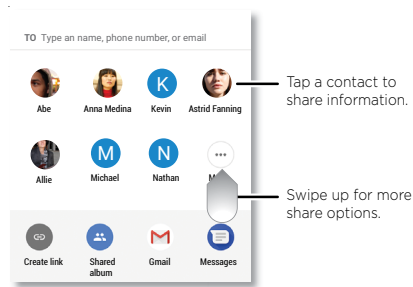 TO Type an name, phone number, or email
K
Abe Anna Medina Kevin Astrid Fanning
Tap a contact to
share information.
M N
Allie Michael Nathan
Swipe up for more
share options.
Create link Shared
album Gmail Messages